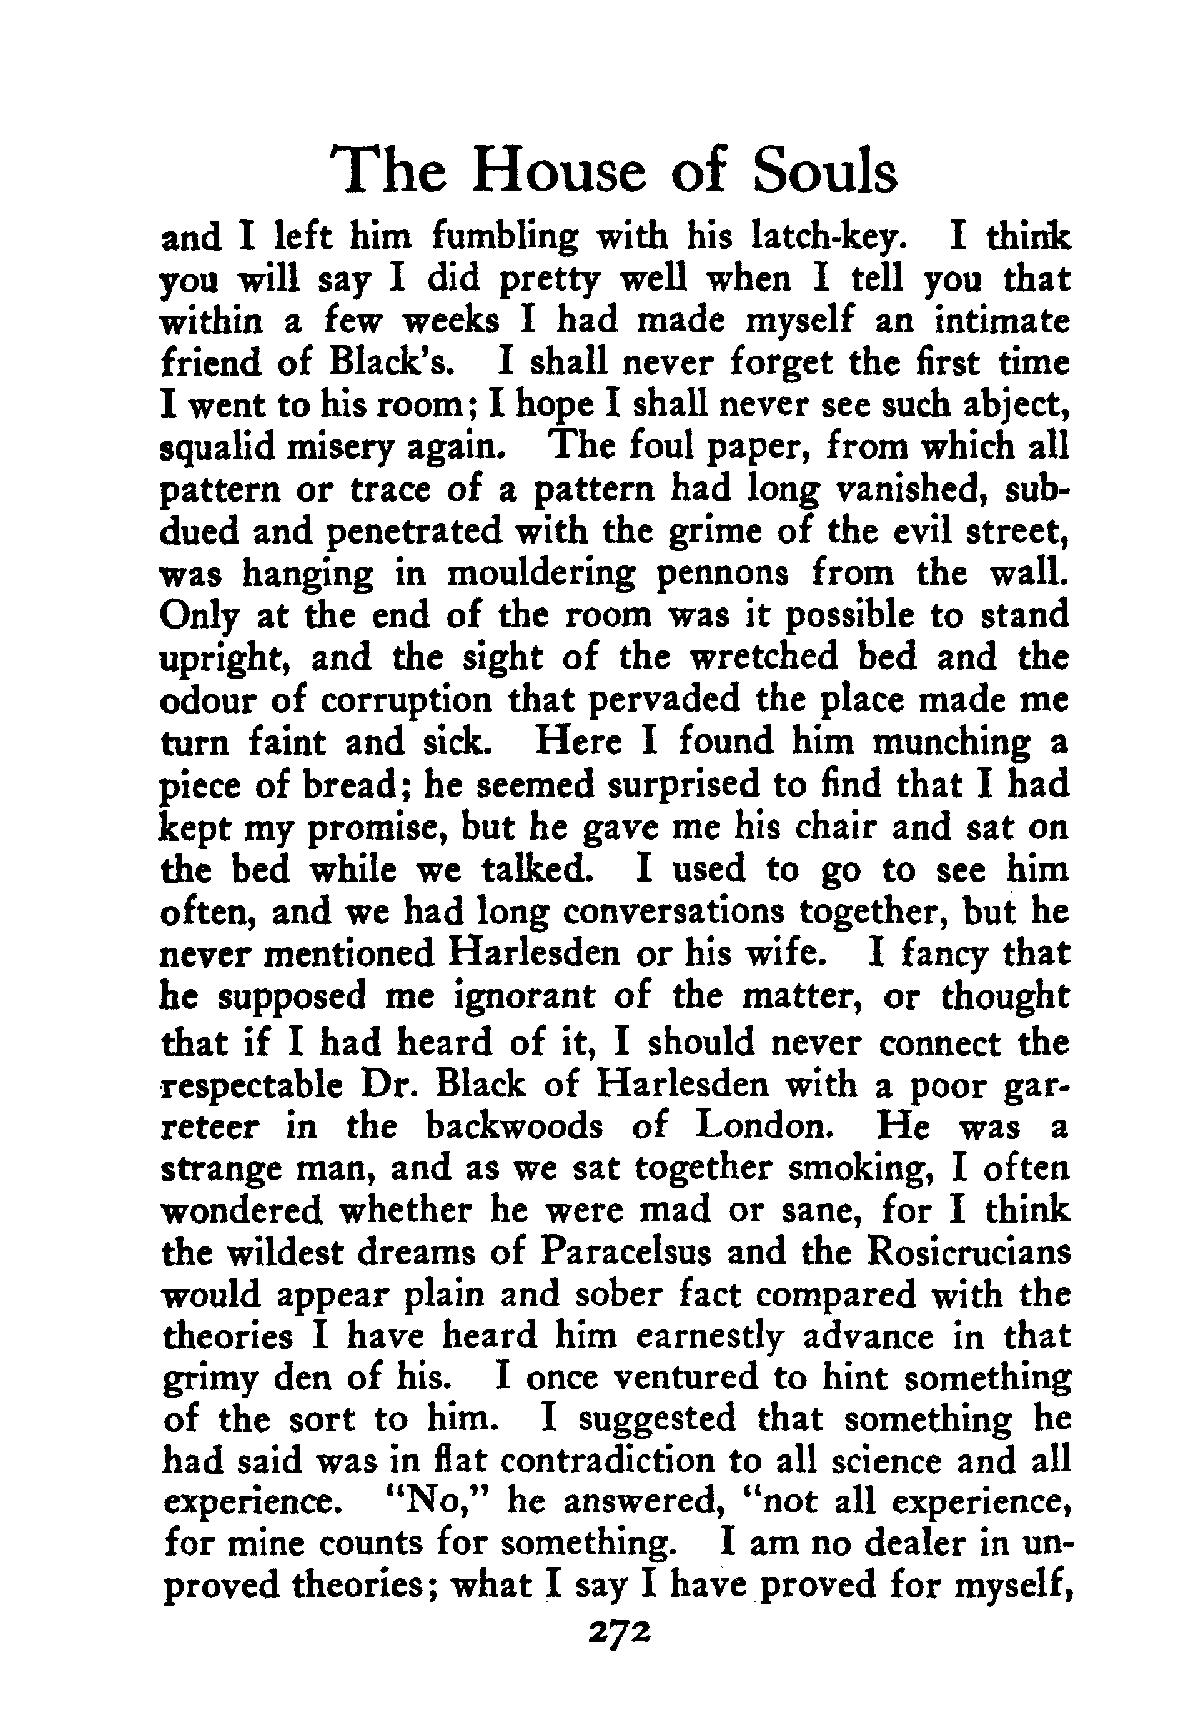 The House of Souls
and I left him fumbling with his latch-key. I think
you will say I did pretty well when I tell you that
within a few weeks I had made myself an intimate
friend of Black's. I shall never forget the first time
I went to his room; I hope I shall never see such abject,
squalid misery again. The foul paper, from which all
pattern or trace of a pattern had long vanished, sub-
dued and penetrated with the grime of the evil street,
was hanging in mouldering pennons from the wall.
Only at the end of the room was it possible to stand
upright, and the sight of the wretched bed and the
odour of corruption that pervaded the place made me
turn faint and sick. Here I found him munching a
piece of bread; he seemed surprised to find that I had
kept my promise, but he gave me his chair and sat on
the bed while we talked. I used to go to see him
often, and we had long conversations together, but he
never mentioned Harlesden or his wife. I fancy that
he supposed me ignorant of the matter, or thought
that if I had heard of it, I should never connect the
respectable Dr. Black of Harlesden with a poor gar-
reteer in the backwoods of London. He was a
strange man, and as we sat together smoking, I often
wondered whether he were mad or sane, for I think
the wildest dreams of Paracelsus and the Rosicrucians
would appear plain and sober fact compared with the
theories I have heard him earnestly advance in that
grimy den of his. I once ventured to hint something
of the sort to him. I suggested that something he
had said was in flat contradiction to all science and all
experience. "No," he answered, "not all experience,
for mine counts for something. I am no dealer in un-
proved theories; what I say I have proved for myself,
272